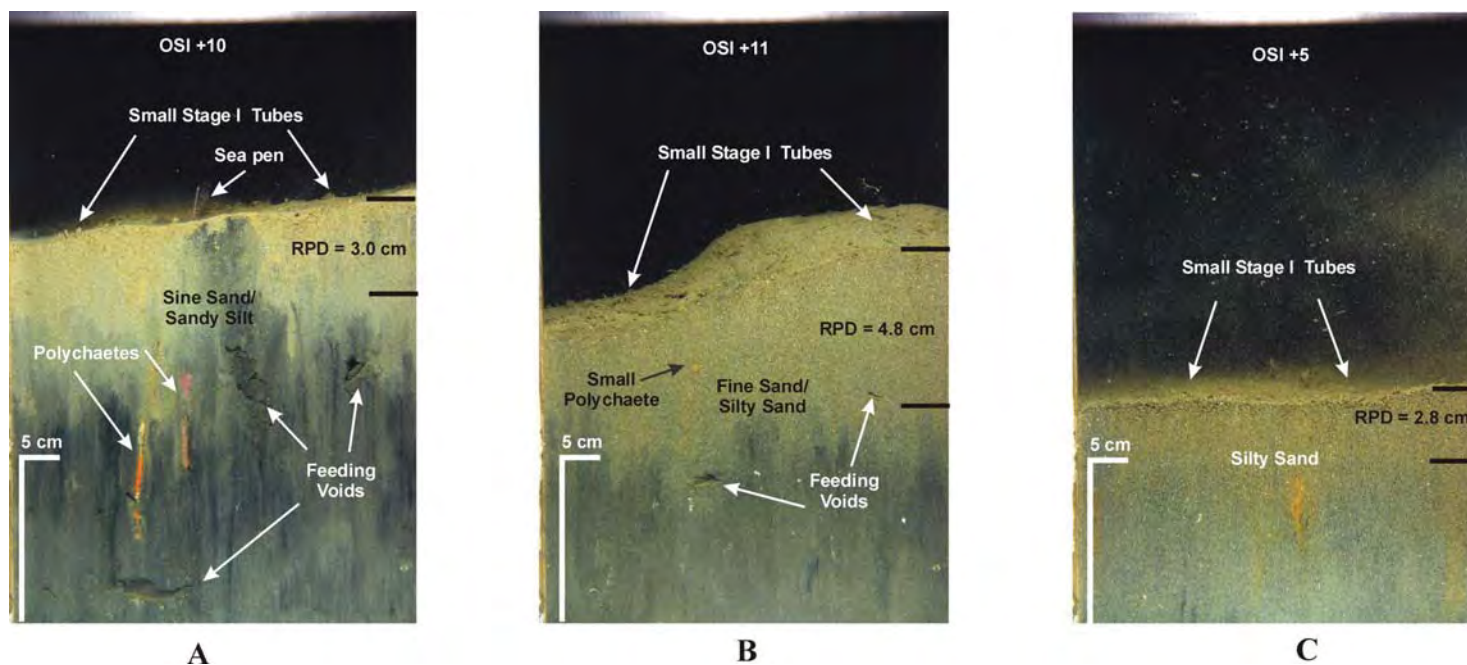 OSI +10
Small Stage I Tubes
Sea pen
RPD = 3.0 cm
Sine Sand/
Sandy Silt
Polychaetes
5 cm
Feeding
Voids
A
OSI +11
Small Stage I Tubes
RPD = 4.8 cm
Small
Polychaete
Fine Sand/
Silty Sand
5 cm
Feeding
Voids
B
OSI +5
Small Stage I Tubes
RPD = 2.8 cm
5 cm
Silty Sand
C